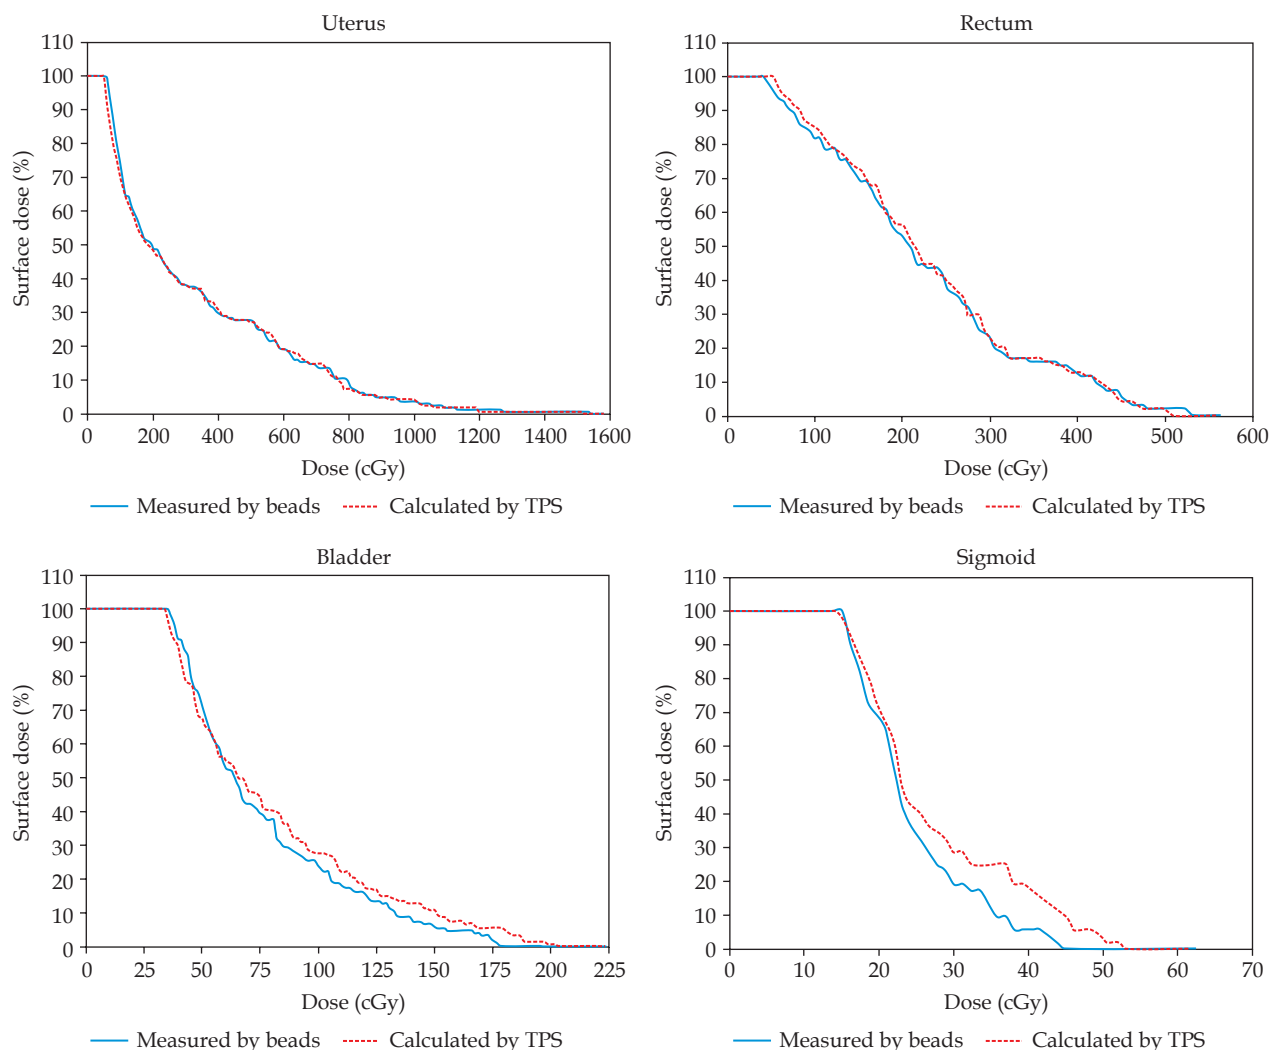 Uterus
110
100
90
80
70
60
50
40
30
20
10
0
Surface dose (%)
0 200 400 600 800 1000 1200 1400 1600
Dose (cGy)
Measured by beads Calculated by TPS
Rectum
110
100
90
80
70
60
50
40
30
20
10
0
Surface dose (%)
0 100 200 300 400 500 600
Dose (cGy)
Measured by beads Calculated by TPS
Bladder
110
100
90
80
70
60
50
40
30
20
10
0
Surface dose (%)
0 25 50 75 100 125 150 175 200 225
Dose (cGy)
Measured by beads Calculated by TPS
Sigmoid
110
100
90
80
70
60
50
40
30
20
10
0
Surface dose (%)
0 10 20 30 40 50 60 70
Dose (cGy)
Measured by beads Calculated by TPS